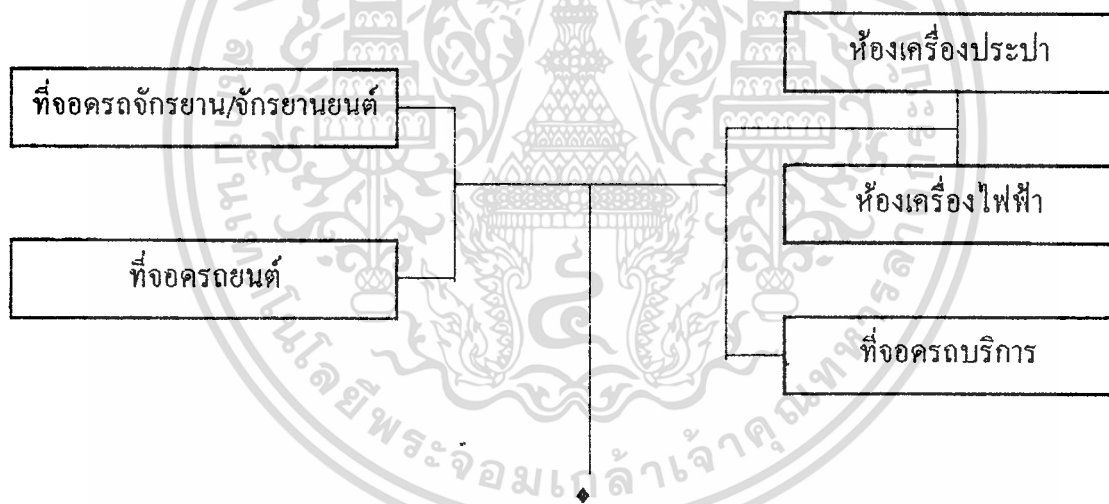 ห้องเครื่องประปา
ที่จอดรถจักรยาน/จักรยานยนต์
ห้องเครื่องไฟฟ้า
ที่จอดรถยนต์
ที่จอดรถบริการ